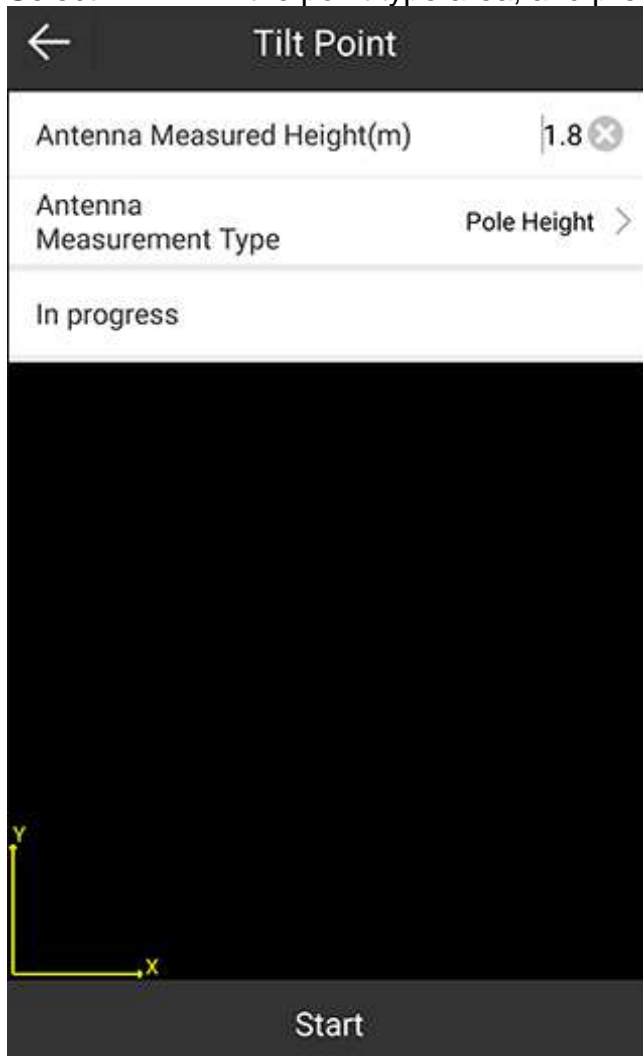 Tilt Point
Antenna Measured Height(m) 1.8
Antenna
Measurement Type
Pole Height
In progress
Y
X
Start